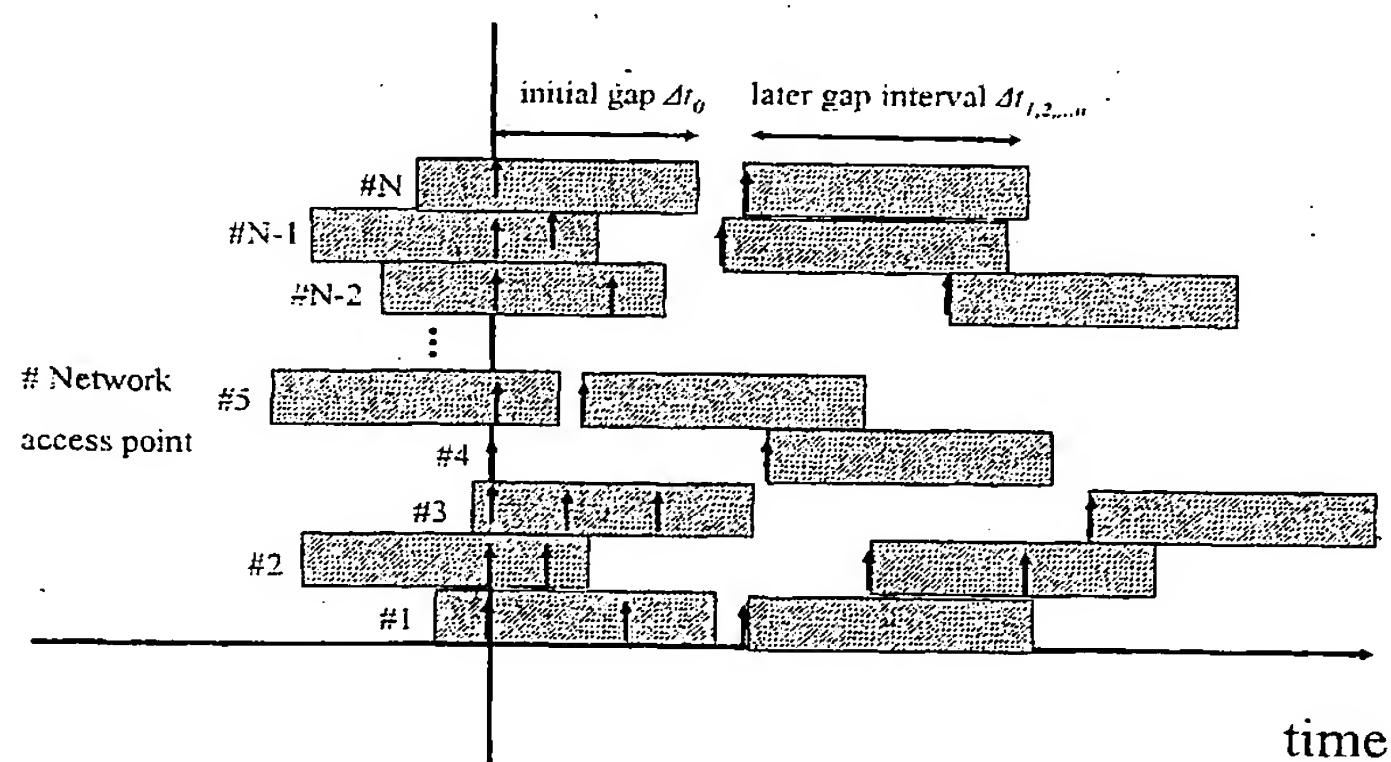 initial gap Δt0 later gap interval Δt1,2,...n
#N
#N-1
#N-2
# Network
access point
#5
#4
#3
#2
#1
time